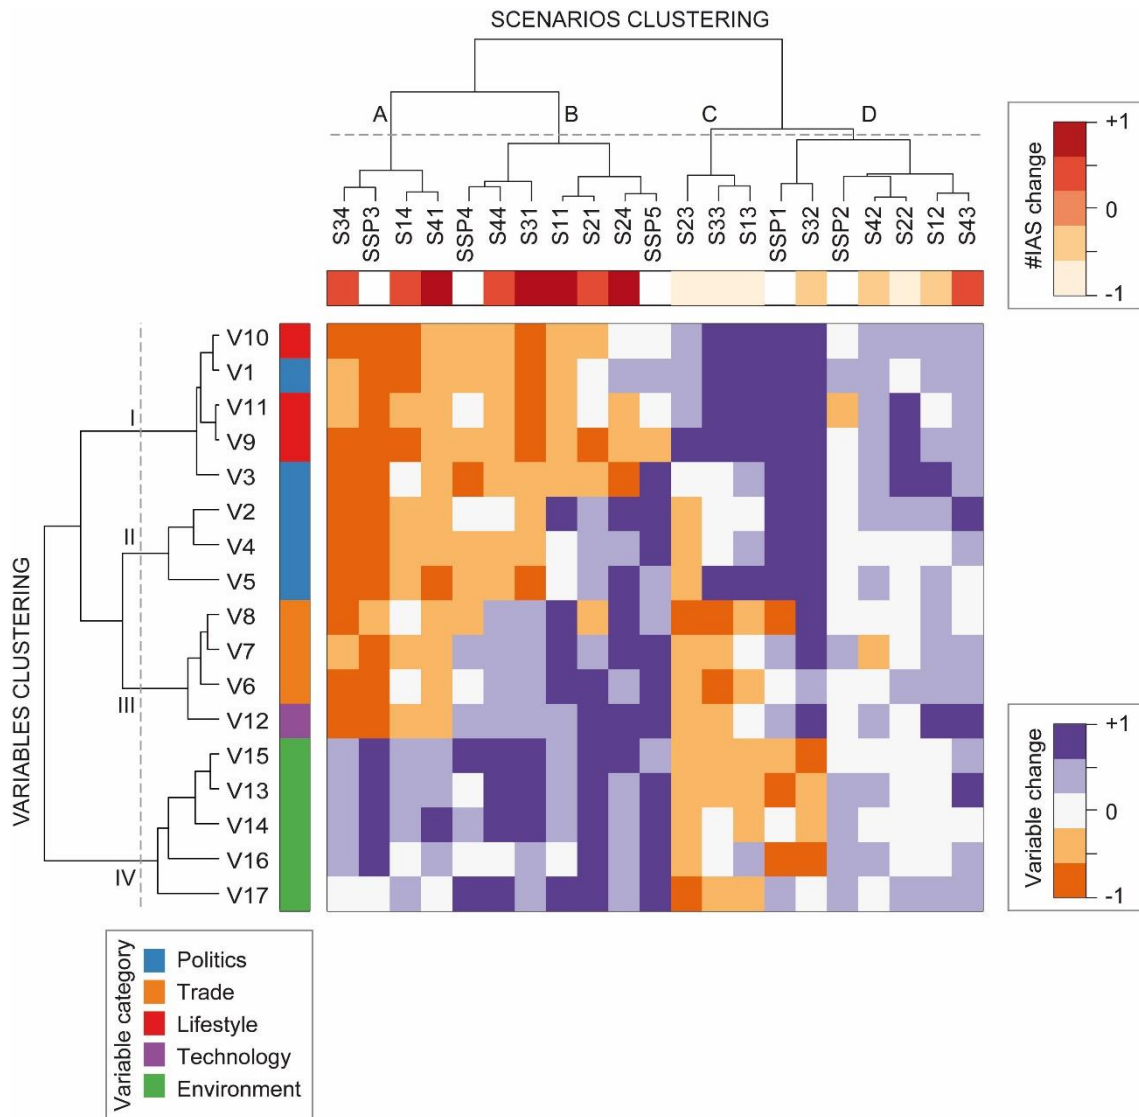 SCENARIOS CLUSTERING
A
B
C
D
S34
SSP3
S14
S41
SSP4
S44
S31
S11
S21
S24
SSP5
S23
S33
S13
SSP1
S32
SSP2
S42
S22
S12
S43
#IAS change
+1
0
-1
VARIABLES CLUSTERING
I
II
III
IV
V10
V1
V11
V9
V3
V2
V4
V5
V8
V7
V6
V12
V15
V13
V14
V16
V17
Variable change
+1
0
-1
Variable category
Politics
Trade
Lifestyle
Technology
Environment